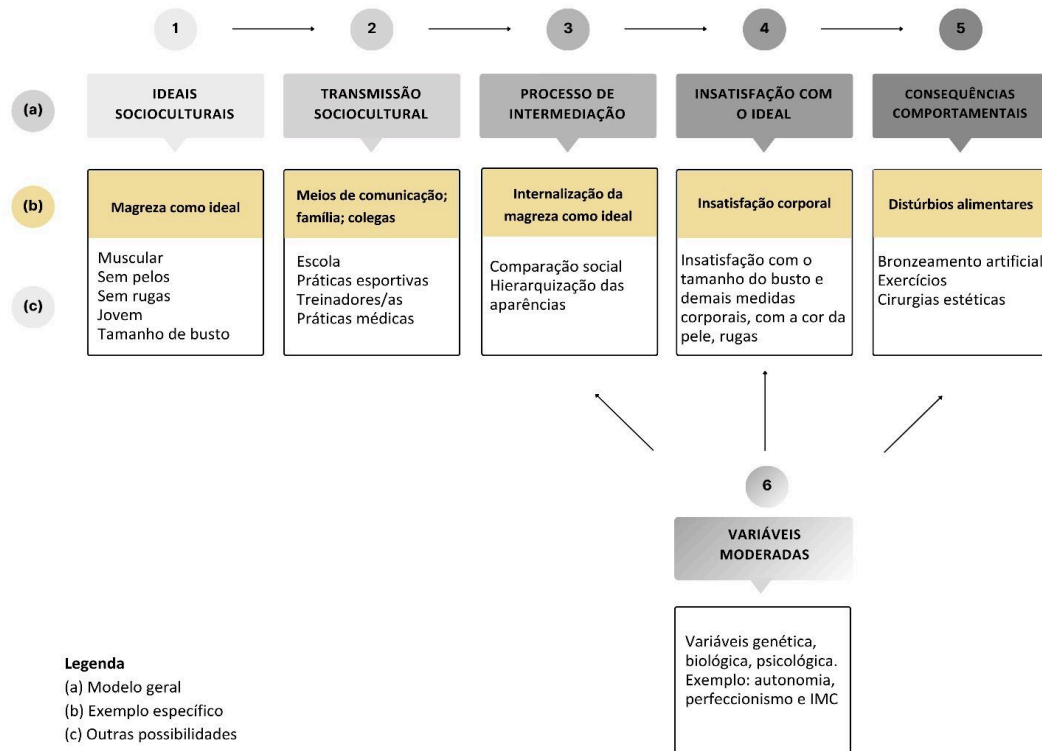 1
2
3
4
5
(a)
IDEAIS
SOCIOCULTURAIS
TRANSMISSÃO
SOCIOCULTURAL
PROCESSO DE
INTERMEDIAÇÃO
INSATISFAÇÃO COM
O IDEAL
CONSEQUÊNCIAS
COMPORTAMENTAIS
(b)
Magreza como ideal
Meios de comunicação;
família; colegas
Internalização da
magreza como ideal
Insatisfação corporal
Distúrbios alimentares
(c)
Muscular
Sem pelos
Sem rugas
Jovem
Tamanho de busto
Escola
Práticas esportivas
Treinadores/as
Práticas médicas
Comparação social
Hierarquização das
aparências
Insatisfação com o
tamanho do busto e
demais medidas
corporais, com a cor da
pele, rugas
Bronzeamento artificial
Exercícios
Cirurgias estéticas
6
VARIÁVEIS
MODERADAS
Variáveis genética,
biológica, psicológica.
Exemplo: autonomia,
perfeccionismo e IMC
Legenda
(a) Modelo geral
(b) Exemplo específico
(c) Outras possibilidades